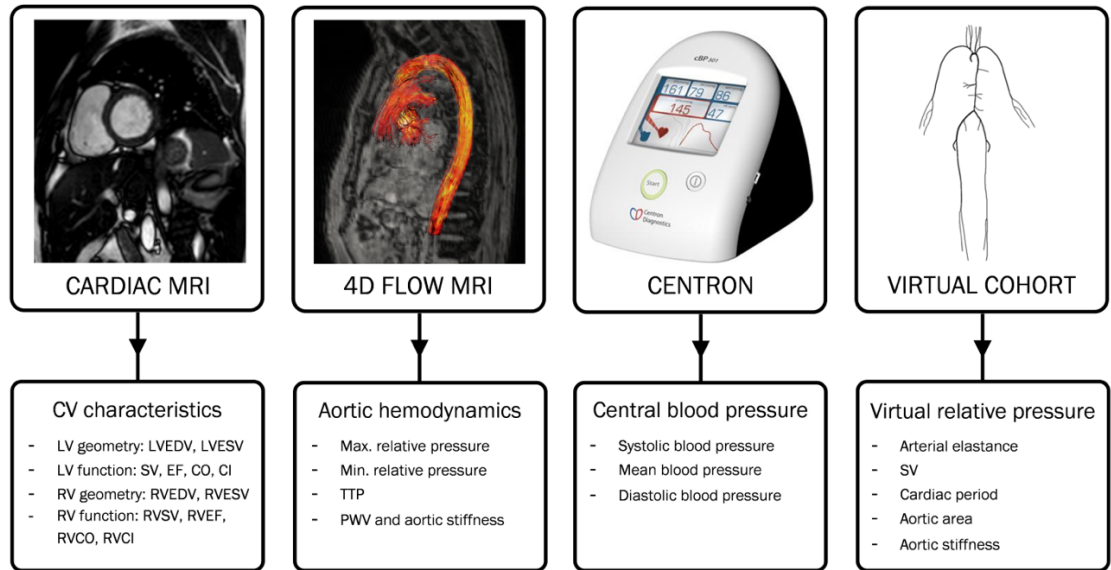 cBP 301
161 79 86
145 47
Start
Centron
Diagnostics
CARDIAC MRI
4D FLOW MRI
CENTRON
VIRTUAL COHORT
CV characteristics
- LV geometry: LVEDV, LVESV
- LV function: SV, EF, CO, CI
- RV geometry: RVEDV, RVESV
- RV function: RVSV, RVEF,
RVCO, RVCI
Aortic hemodynamics
- Max. relative pressure
- Min. relative pressure
- TTP
- PWV and aortic stiffness
Central blood pressure
- Systolic blood pressure
- Mean blood pressure
- Diastolic blood pressure
Virtual relative pressure
- Arterial elastance
- SV
- Cardiac period
- Aortic area
- Aortic stiffness